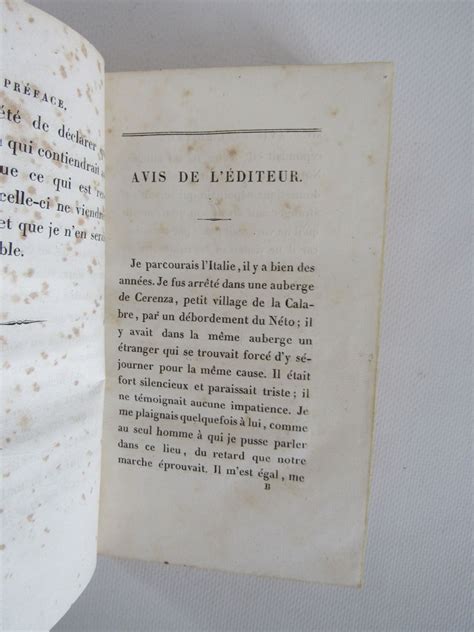 PRÉFACE.
été de déclarer
qui contiendrait
que ce qui est
celle-ci ne viendr
et que je n'en ser
ble.
AVIS DE L'ÉDITEUR.
Je parcourais l'Italie, il y a bien des
années. Je fus arrêté dans une auberge
de Cerenza, petit village de la Cala-
bre, par un débordement du Néto; il
y avait dans la même auberge un
étranger qui se trouvait forcé d'y sé-
journer pour la même cause. Il était
fort silencieux et paraissait triste; il
ne témoignait aucune impatience. Je
me plaignais quelquefois à lui, comme
au seul homme à qui je pusse parler
dans ce lieu, du retard que notre
marche éprouvait. Il m'est égal, me
B